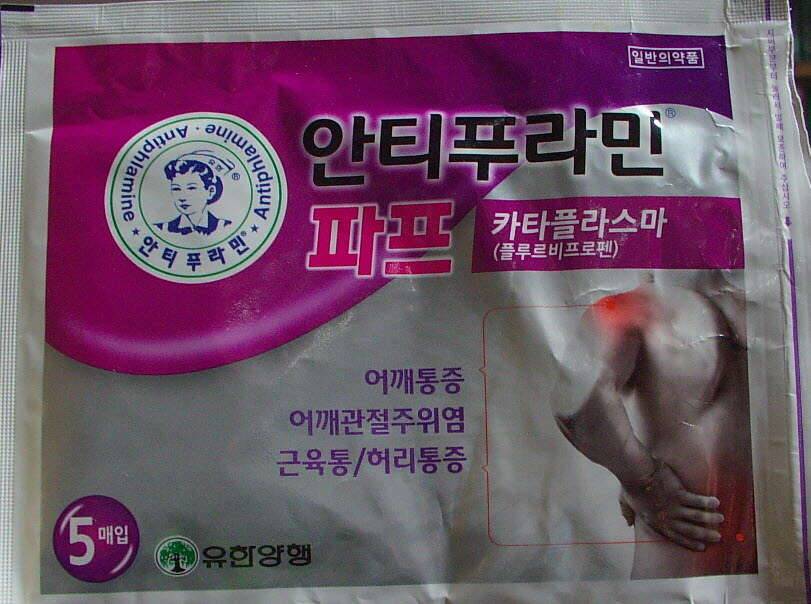 일반의약품
안티푸라민®
파프
카타플라스마
(플루르비프로펜)
Antiphlamine · Antiphlamine
유한
®
★ 안티푸라민® ★
어깨통증
어깨관절주위염
근육통/허리통증
5매입
유한양행